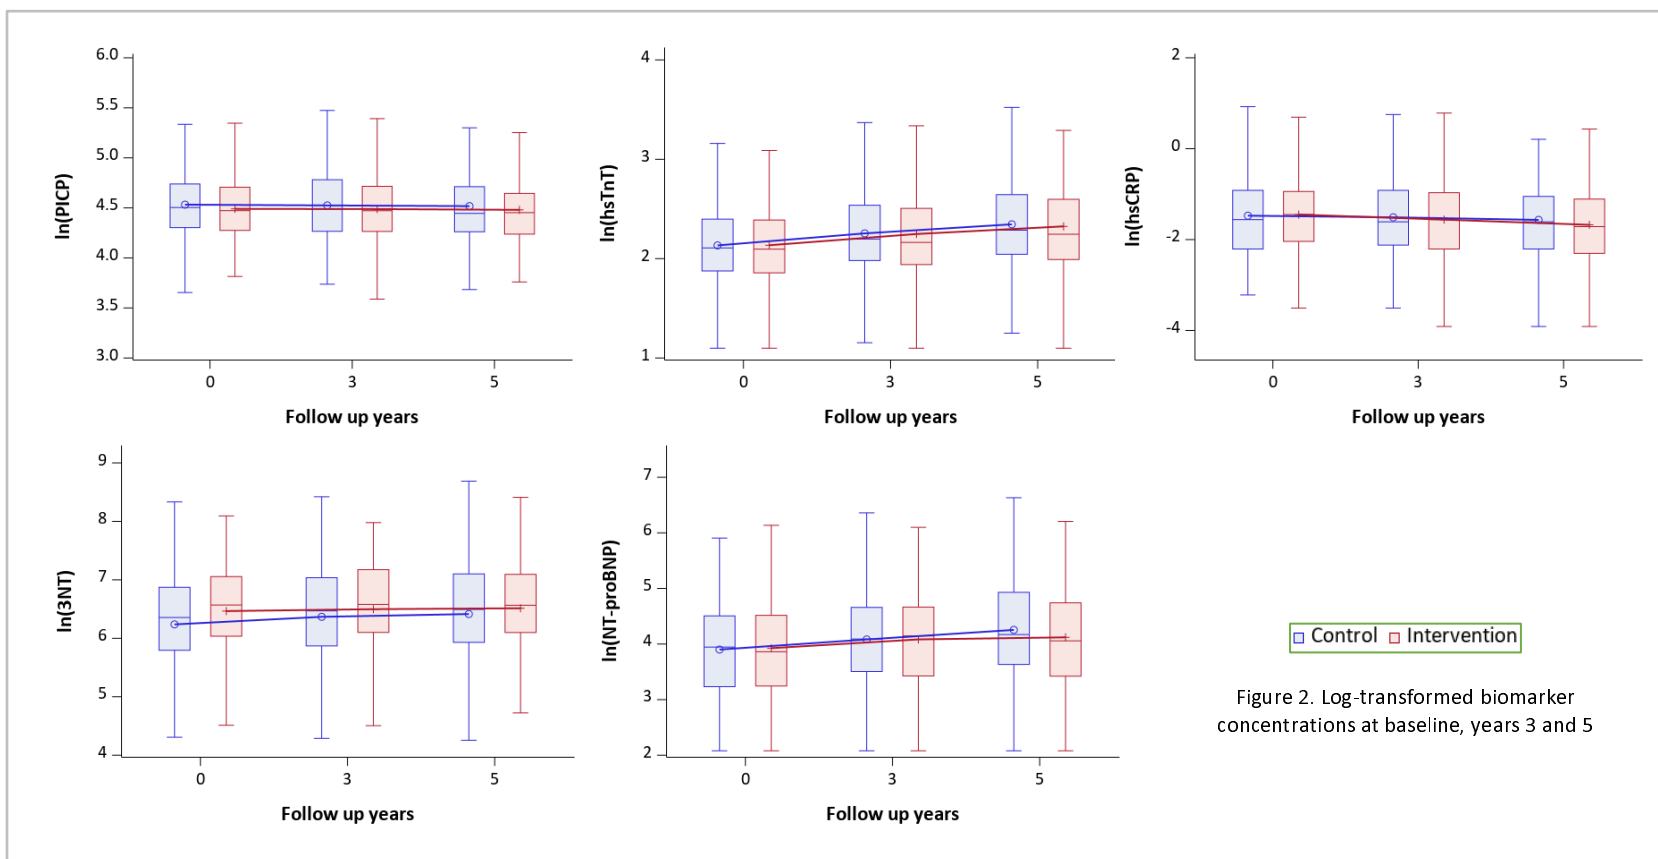 6.0
5.5
5.0
4.5
4.0
3.5
3.0
ln(PICP)
0 3 5
Follow up years
4
3
2
1
ln(hsTnT)
0 3 5
Follow up years
2
0
-2
-4
ln(hsCRP)
0 3 5
Follow up years
9
8
7
6
5
4
ln(3NT)
0 3 5
Follow up years
7
6
5
4
3
2
ln(NT-proBNP)
0 3 5
Follow up years
Control Intervention
Figure 2. Log-transformed biomarker
concentrations at baseline, years 3 and 5